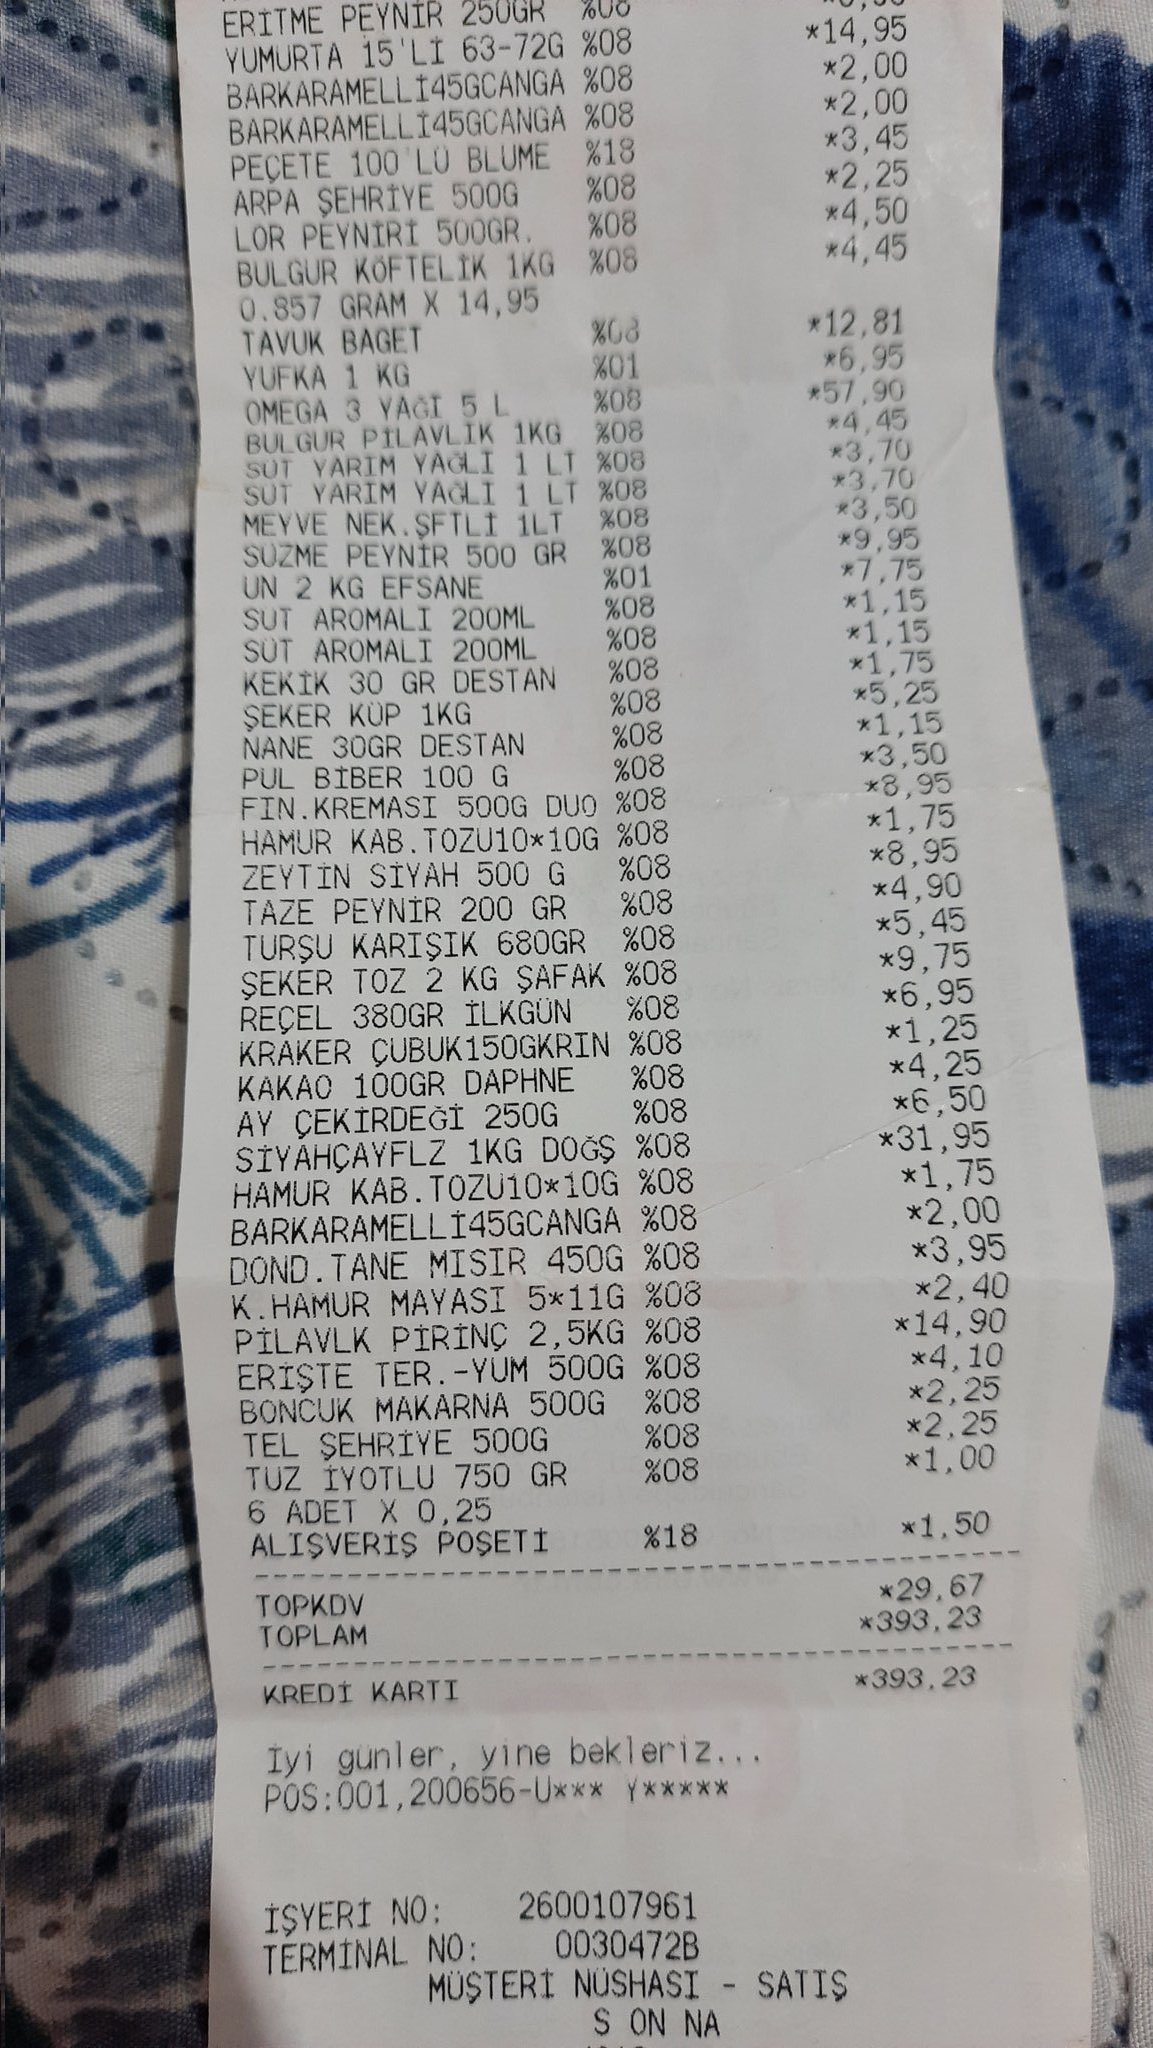 ERİTME PEYNİR 250GR %08
YUMURTA 15'Lİ 63-72G %08 *14,95
BARKARAMELLİ45GCANGA %08 *2,00
BARKARAMELLİ45GCANGA %08 *2,00
PEÇETE 100'LÜ BLUME %18 *3,45
ARPA ŞEHRİYE 500G %08 *2,25
LOR PEYNİRİ 500GR. %08 *4,50
BULGUR KÖFTELİK 1KG %08 *4,45
0.857 GRAM X 14,95
TAVUK BAGET %08 *12,81
YUFKA 1 KG %01 *6,95
OMEGA 3 YAĞI 5 L %08 *57,90
BULGUR PİLAVLIK 1KG %08 *4,45
SÜT YARIM YAĞLI 1 LT %08 *3,70
SÜT YARIM YAĞLI 1 LT %08 *3,70
MEYVE NEK.ŞFTLİ 1LT %08 *3,50
SÜZME PEYNİR 500 GR %08 *9,95
UN 2 KG EFSANE %01 *7,75
SÜT AROMALI 200ML %08 *1,15
SÜT AROMALI 200ML %08 *1,15
KEKİK 30 GR DESTAN %08 *1,75
ŞEKER KÜP 1KG %08 *5,25
NANE 30GR DESTAN %08 *1,15
PUL BİBER 100 G %08 *3,50
FIN.KREMASI 500G DUO %08 *8,95
HAMUR KAB.TOZU10*10G %08 *1,75
ZEYTİN SİYAH 500 G %08 *8,95
TAZE PEYNİR 200 GR %08 *4,90
TURŞU KARIŞIK 680GR %08 *5,45
ŞEKER TOZ 2 KG ŞAFAK %08 *9,75
REÇEL 380GR İLKGÜN %08 *6,95
KRAKER ÇUBUK150GKRIN %08 *1,25
KAKAO 100GR DAPHNE %08 *4,25
AY ÇEKİRDEĞİ 250G %08 *6,50
SİYAHÇAYFLZ 1KG DOĞŞ %08 *31,95
HAMUR KAB.TOZU10*10G %08 *1,75
BARKARAMELLİ45GCANGA %08 *2,00
DOND.TANE MISIR 450G %08 *3,95
K.HAMUR MAYASI 5*11G %08 *2,40
PİLAVLK PİRİNÇ 2,5KG %08 *14,90
ERİŞTE TER.-YUM 500G %08 *4,10
BONCUK MAKARNA 500G %08 *2,25
TEL ŞEHRİYE 500G %08 *2,25
TUZ İYOTLU 750 GR %08 *1,00
6 ADET X 0,25
ALIŞVERİŞ POŞETİ %18 *1,50
TOPKDV *29,67
TOPLAM *393,23
KREDİ KARTI *393,23
İyi günler, yine bekleriz...
POS:001,200656-U*** Y*****
İŞYERİ NO: 2600107961
TERMİNAL NO: 0030472B
MÜŞTERİ NÜSHASI - SATIŞ
S ON NA